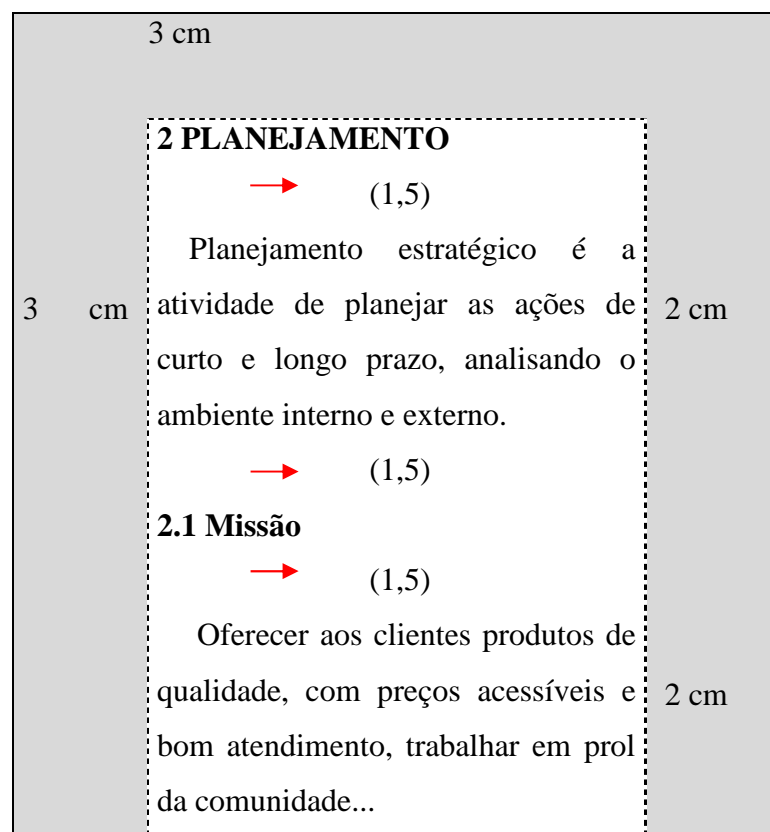 3 cm
2 PLANEJAMENTO
(1,5)
Planejamento estratégico é a
3 cm atividade de planejar as ações de 2 cm
curto e longo prazo, analisando o
ambiente interno e externo.
(1,5)
2.1 Missão
(1,5)
Oferecer aos clientes produtos de
qualidade, com preços acessíveis e 2 cm
bom atendimento, trabalhar em prol
da comunidade...